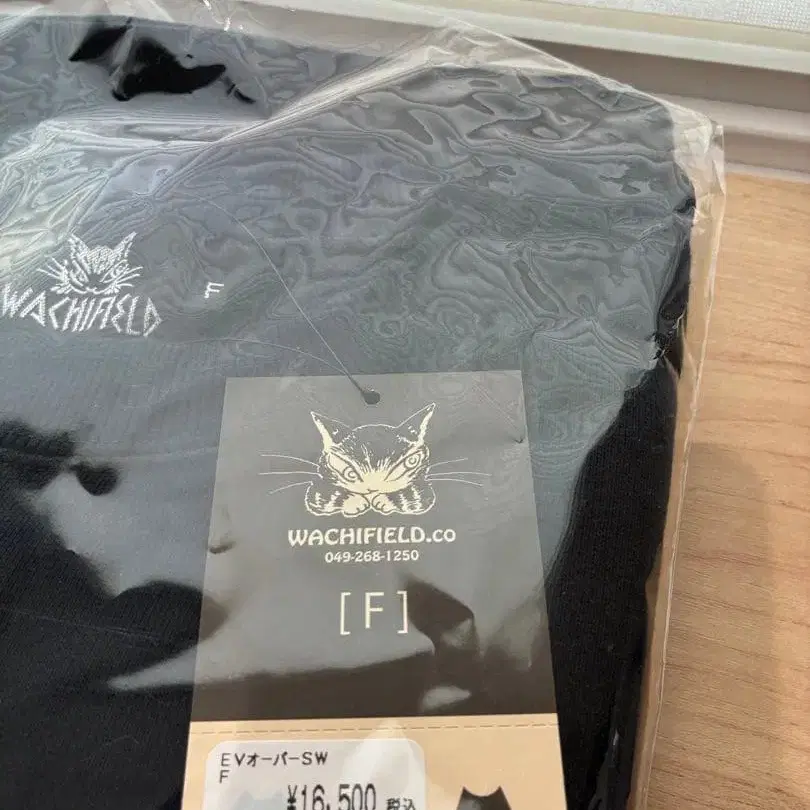 WACHIFIELD
F
WACHIFIELD.co
049-268-1250
[F]
EVオーバーSW
F
¥16,500 税込